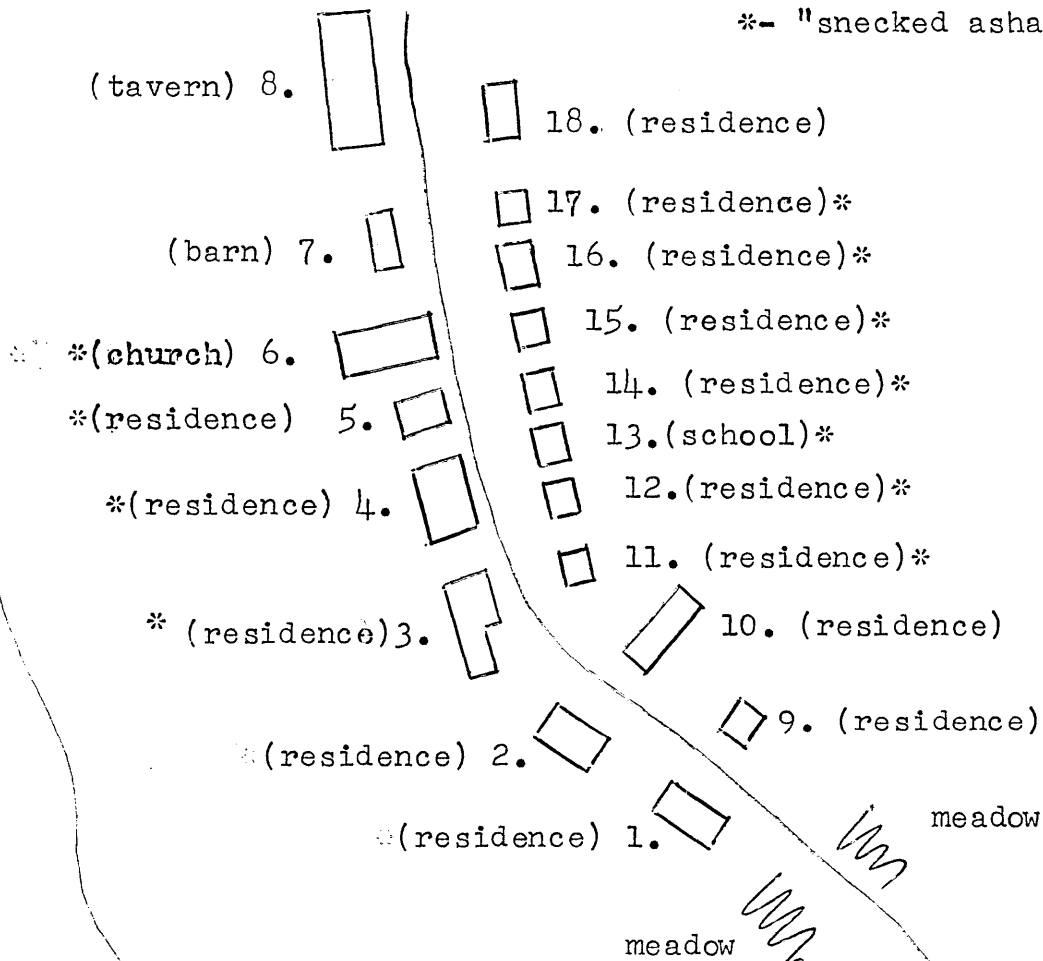 *- "snecked asha
(tavern) 8.
18. (residence)
17. (residence)*
(barn) 7.
16. (residence)*
15. (residence)*
*(church) 6.
14. (residence)*
*(residence) 5.
13.(school)*
*(residence) 4.
12.(residence)*
11. (residence)*
* (residence)3.
10. (residence)
9. (residence)
(residence) 2.
meadow
(residence) 1.
meadow